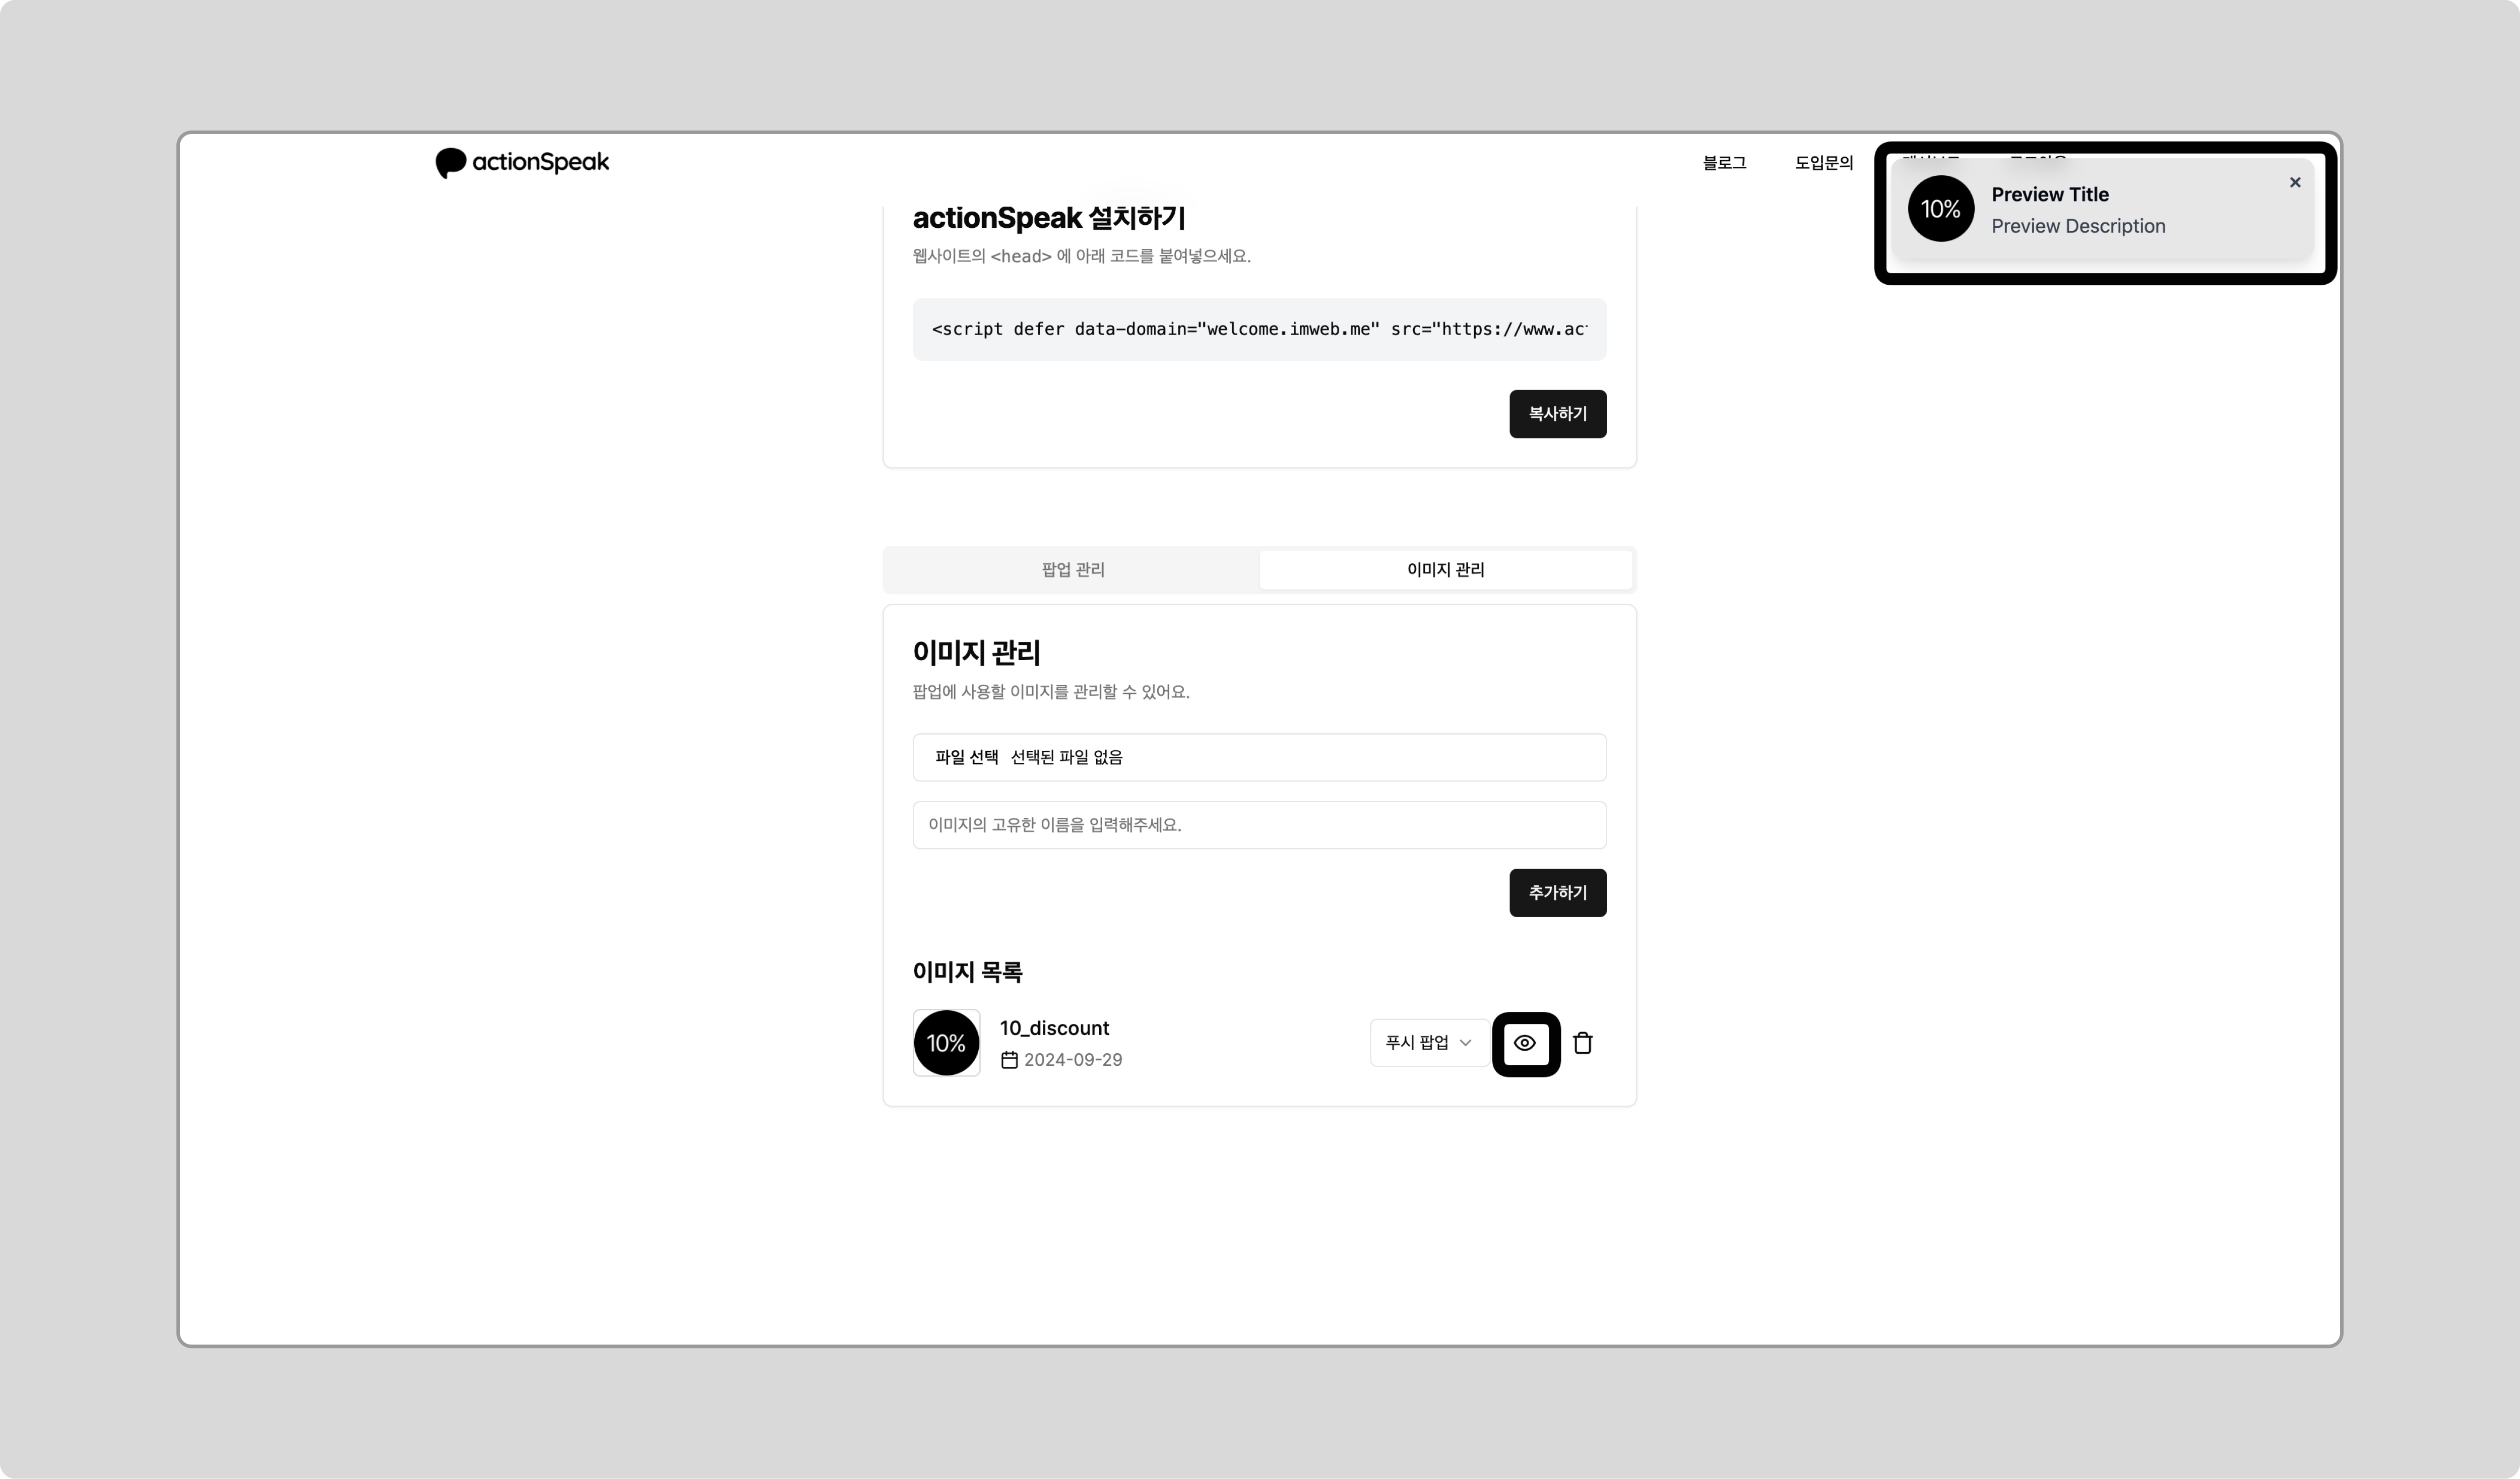 actionSpeak
블로그
도입문의
10%
Preview Title
Preview Description
actionSpeak 설치하기
웹사이트의 <head> 에 아래 코드를 붙여넣으세요.
<script defer data-domain="welcome.imweb.me" src="https://www.ac
복사하기
팝업 관리
이미지 관리
이미지 관리
팝업에 사용할 이미지를 관리할 수 있어요.
파일 선택 선택된 파일 없음
이미지의 고유한 이름을 입력해주세요.
추가하기
이미지 목록
10%
10_discount
2024-09-29
푸시 팝업